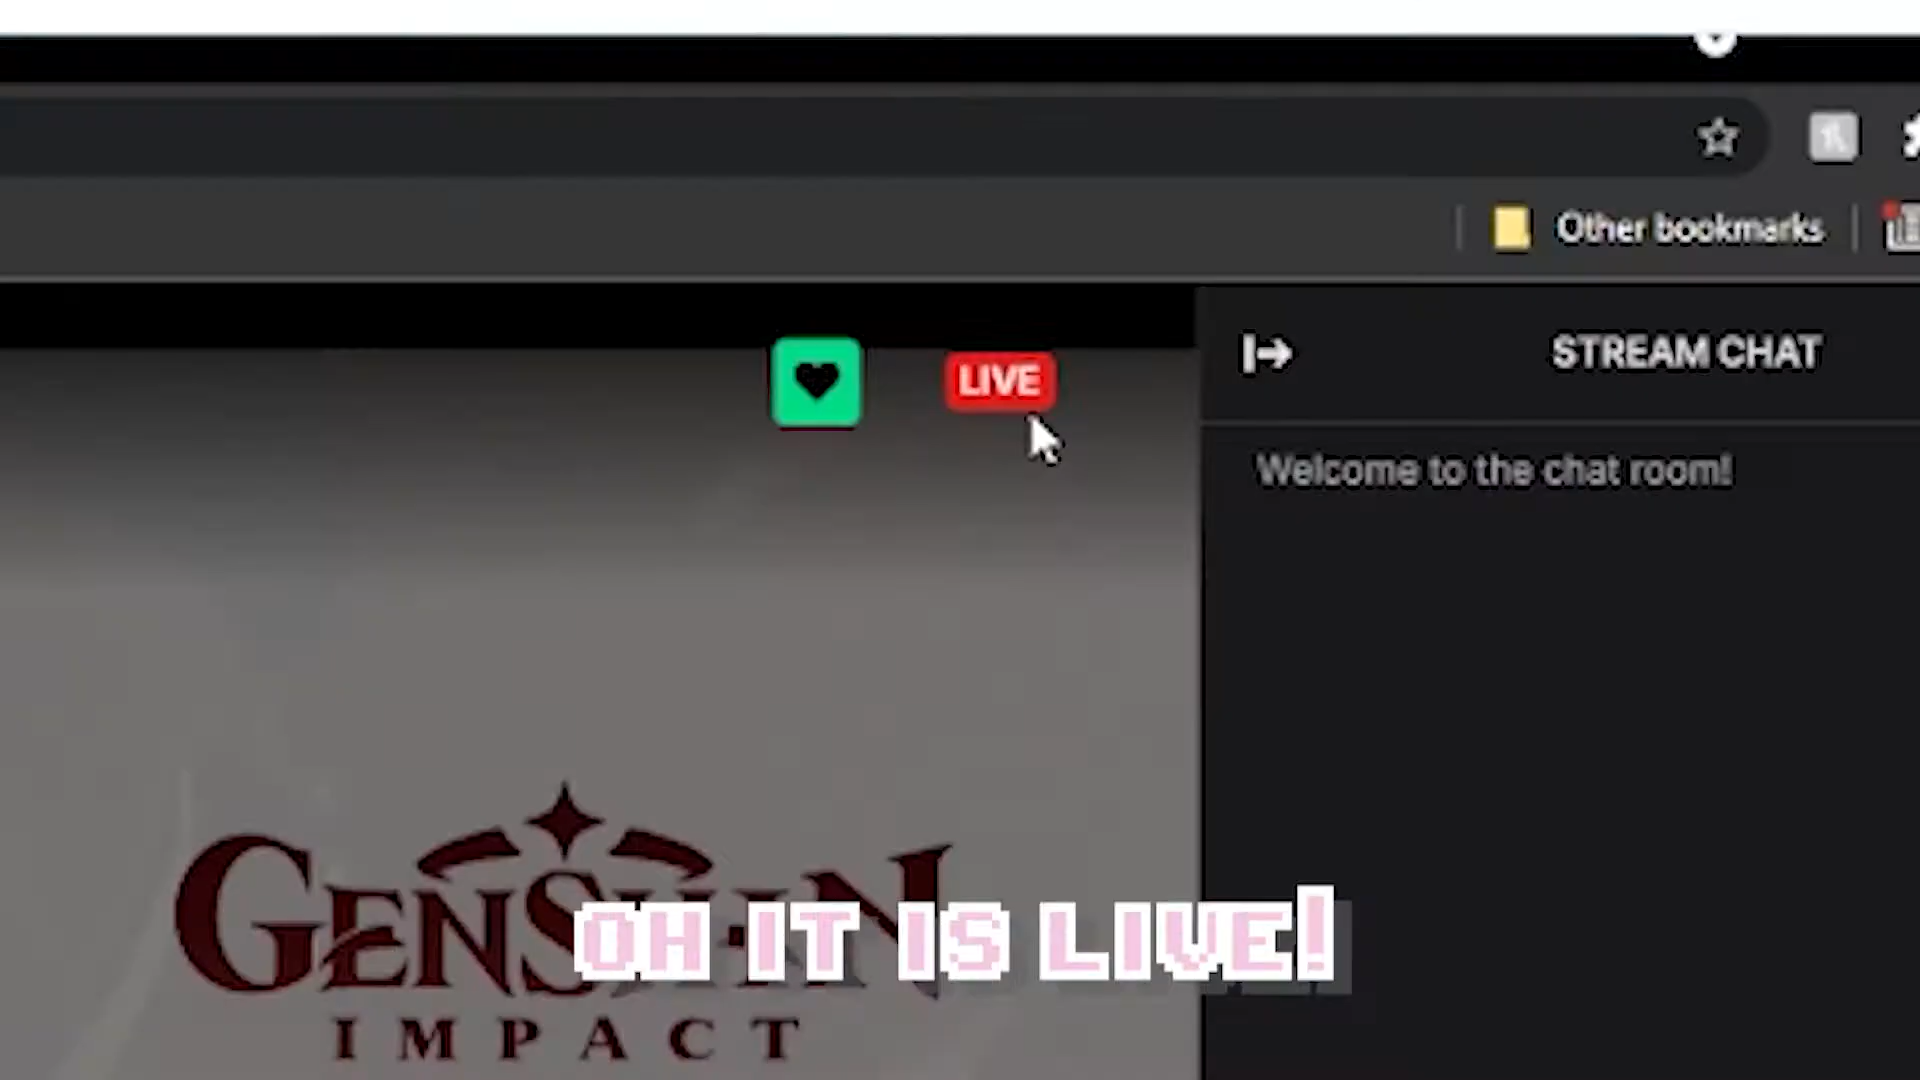 Other bookmarks
LIVE
STREAM CHAT
Welcome to the chat room!
GENSHIN
IMPACT
OH IT IS LIVE!